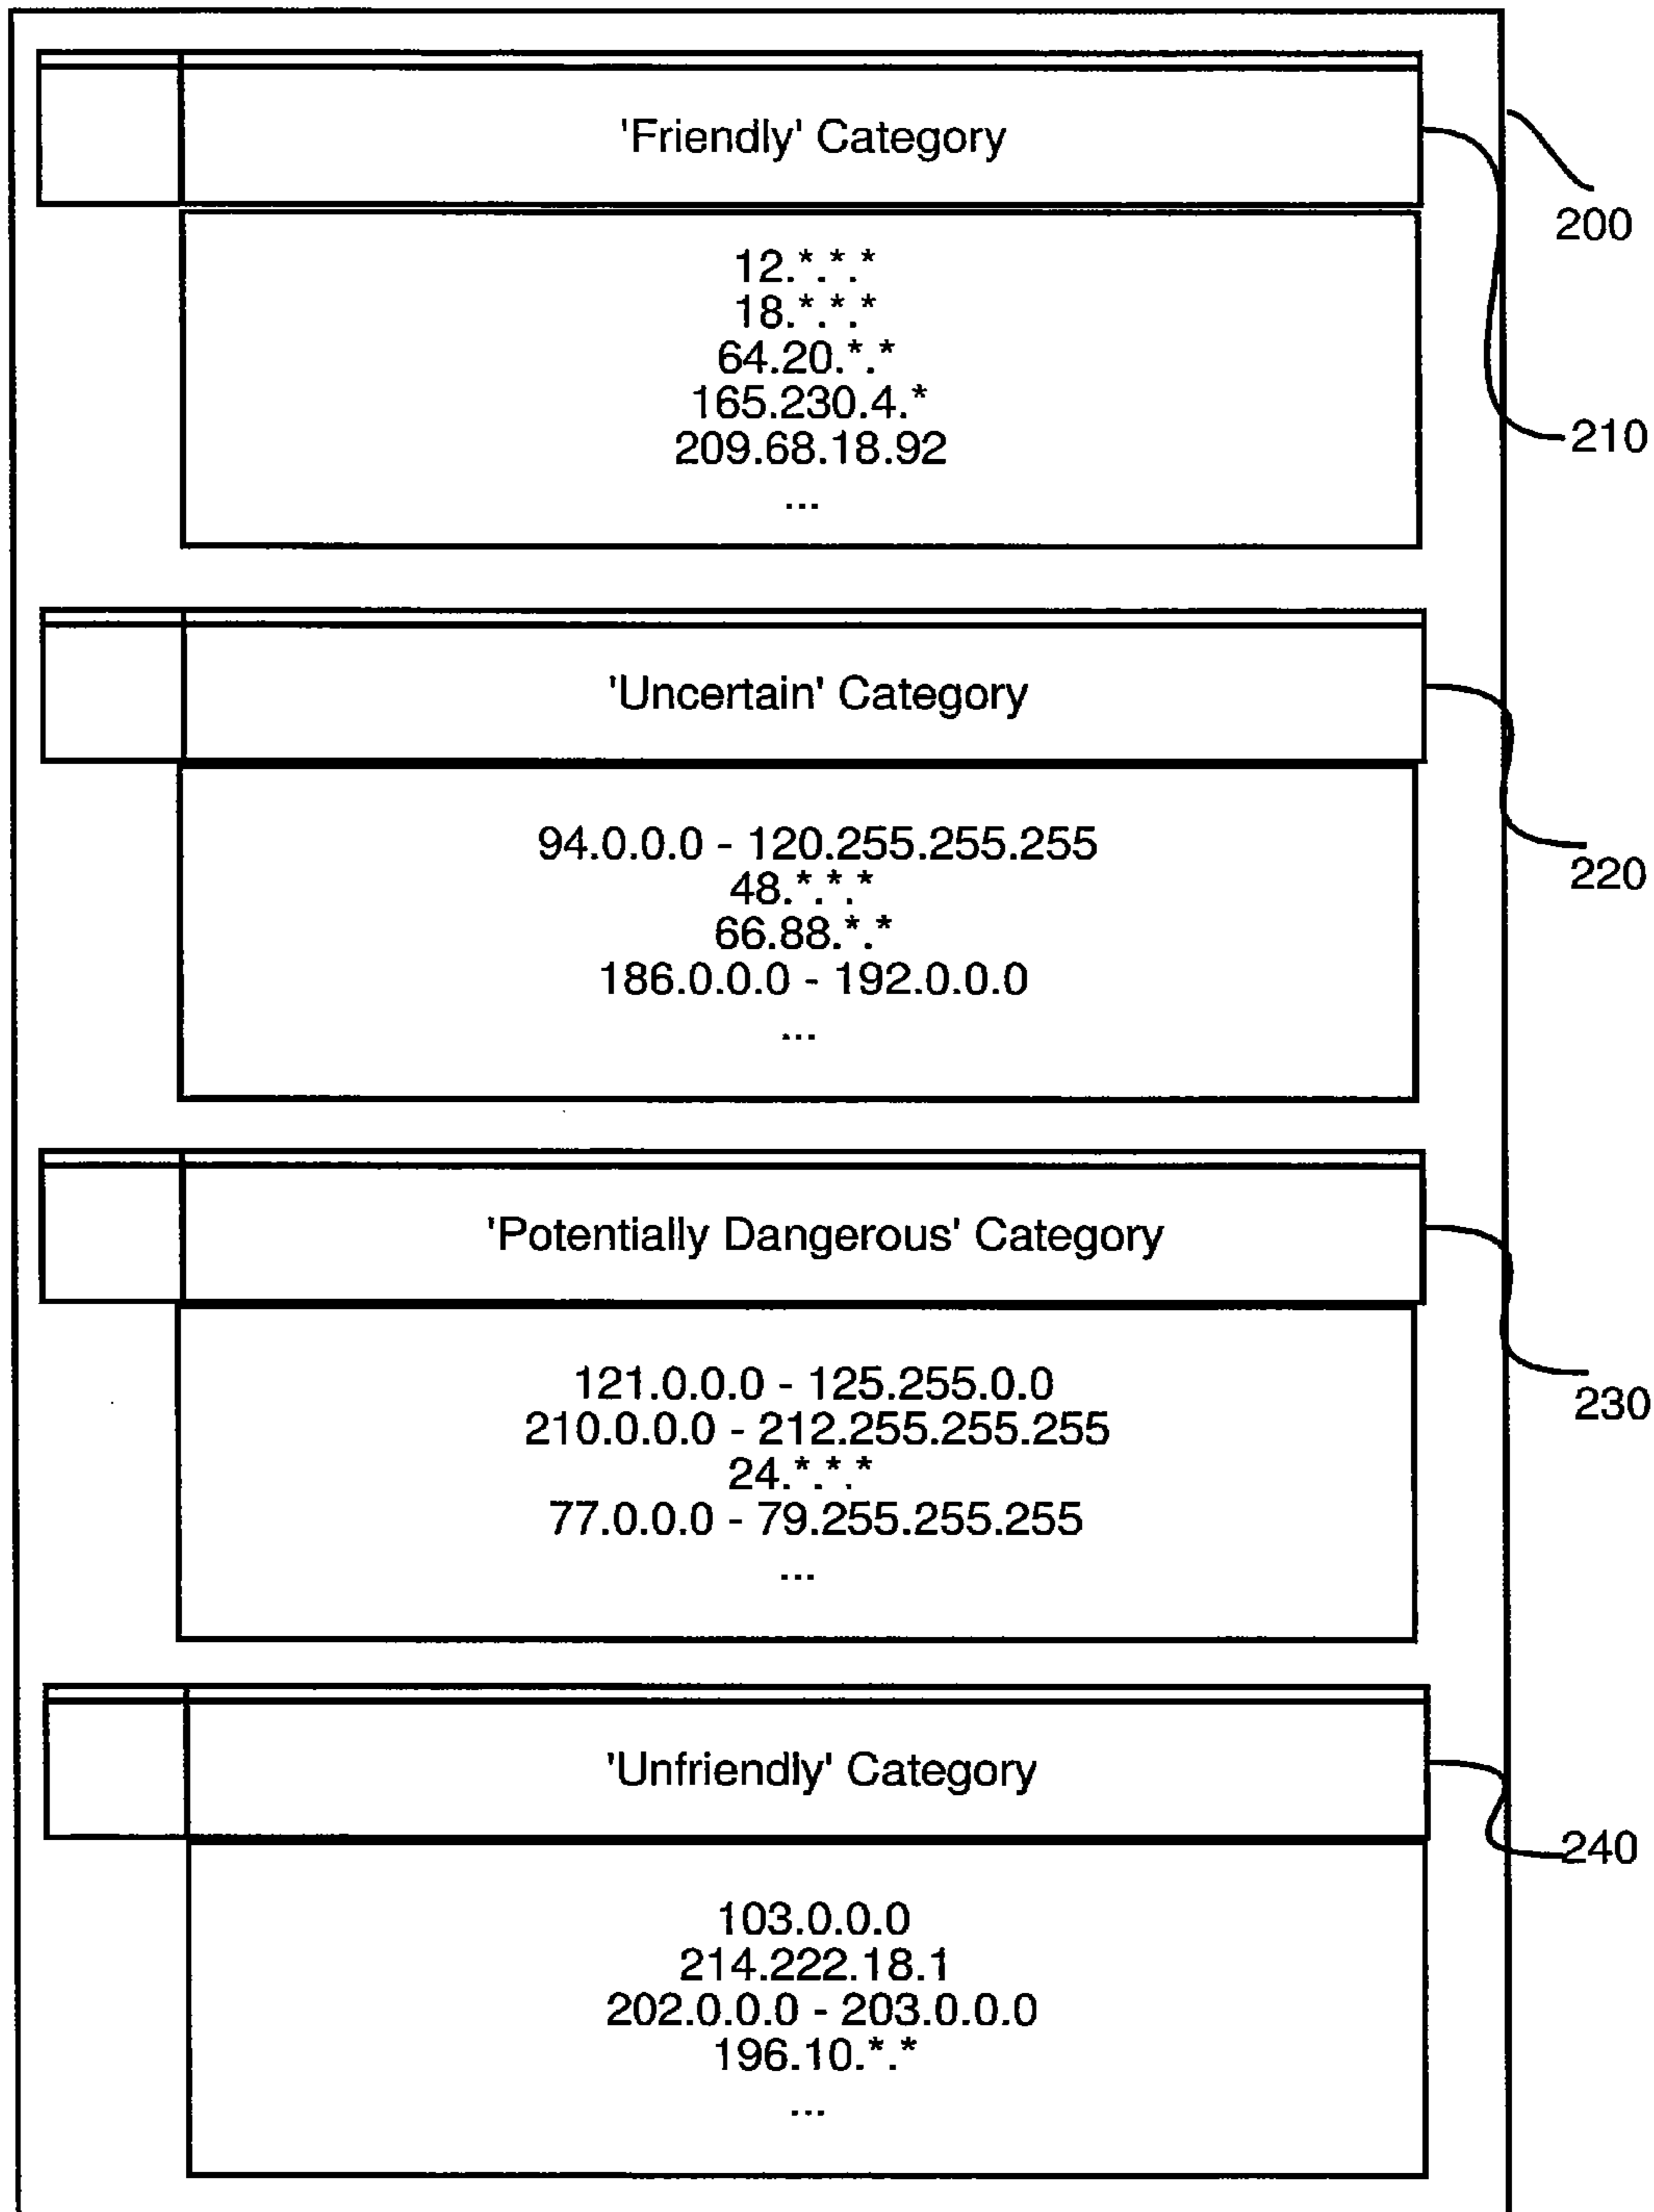 'Friendly' Category
200
12.*.*.*
18.*.*.*
64.20.*.*
165.230.4.*
209.68.18.92
...
210
'Uncertain' Category
94.0.0.0 - 120.255.255.255
48.*.*.*
66.88.*.*
186.0.0.0 - 192.0.0.0
...
220
'Potentially Dangerous' Category
121.0.0.0 - 125.255.0.0
210.0.0.0 - 212.255.255.255
24.*.*.*
77.0.0.0 - 79.255.255.255
...
230
'Unfriendly' Category
240
103.0.0.0
214.222.18.1
202.0.0.0 - 203.0.0.0
196.10.*.*
...